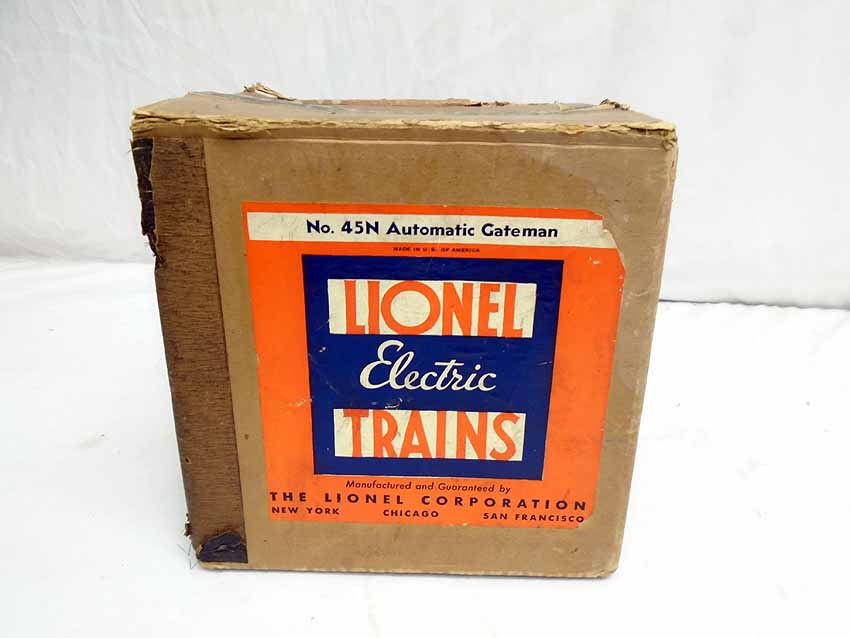 No. 45N Automatic Gateman
MADE IN U. S. OF AMERICA
LIONEL
Electric
TRAINS
Manufactured and Guaranteed by
THE LIONEL CORPORATION
NEW YORK CHICAGO SAN FRANCISCO